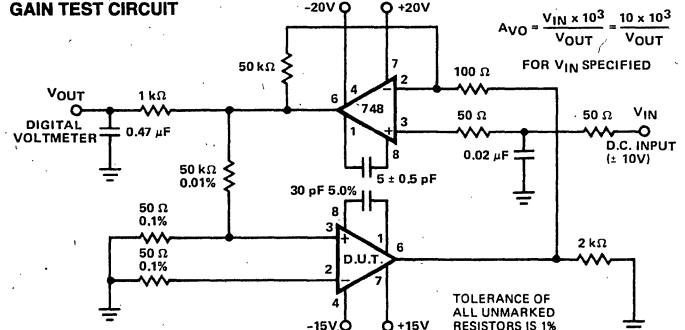 GAIN TEST CIRCUIT
−20V
+20V
AVO = VIN x 10³ / VOUT = 10 x 10³ / VOUT
FOR VIN SPECIFIED
50 kΩ
7
4
2
100 Ω
VOUT
1 kΩ
6
748
−
50 Ω
50 Ω
VIN
DIGITAL
VOLTMETER
0.47 μF
1
+
3
8
0.02 μF
D.C. INPUT
(± 10V)
5 ± 0.5 pF
50 kΩ
0.01%
30 pF 5.0%
50 Ω
0.1%
8
3
+
1
6
2 kΩ
50 Ω
0.1%
D.U.T.
2
−
7
4
TOLERANCE OF
ALL UNMARKED
RESISTORS IS 1%
−15V
+15V